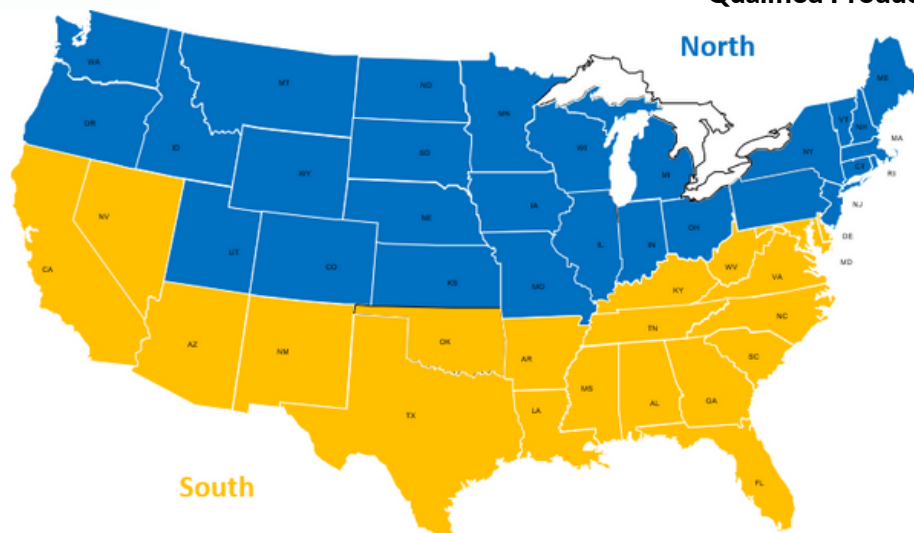 Qualified Produc
North
WA
MT
ND
MN
ME
OR
ID
WY
SD
WI
MI
NY
VT
NH
MA
CT
RI
NJ
DE
MD
NE
IA
IL
IN
OH
UT
CO
KS
MO
NV
CA
WV
VA
KY
NC
TN
AZ
NM
OK
AR
SC
MS
AL
GA
LA
TX
FL
South